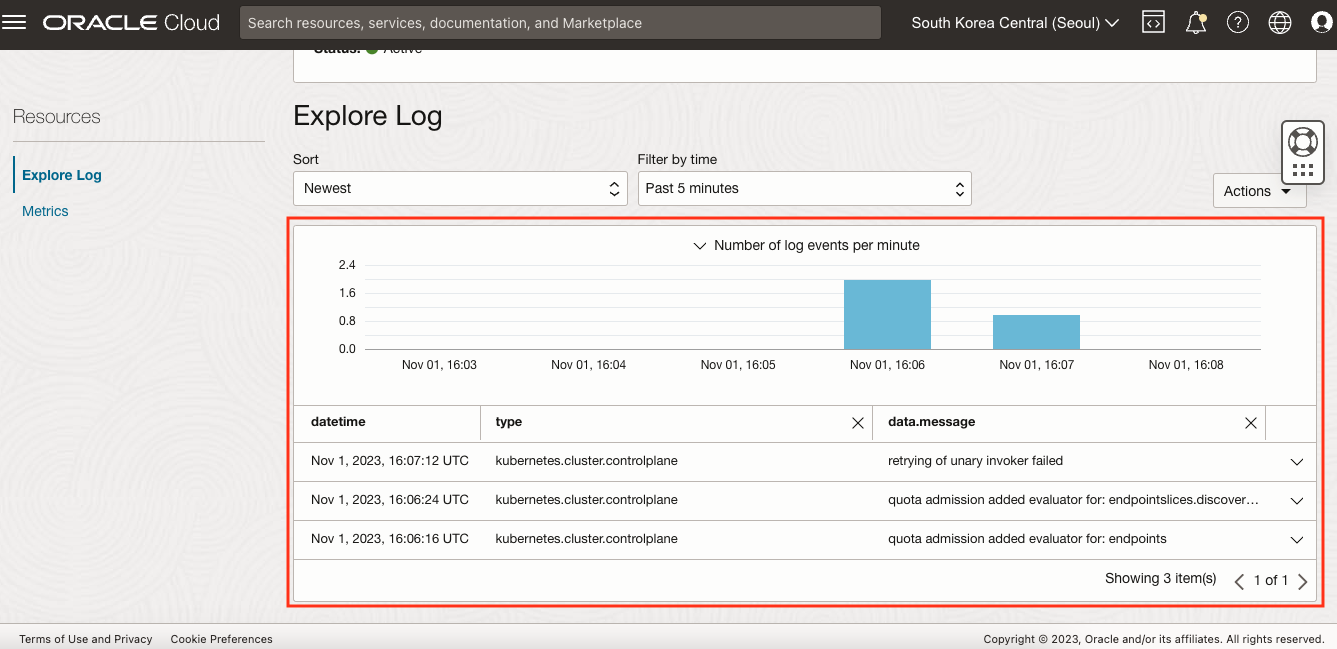 ORACLE Cloud
Search resources, services, documentation, and Marketplace
South Korea Central (Seoul)
Status: Active
Resources
Explore Log
Metrics
Explore Log
Sort
Filter by time
Newest
Past 5 minutes
Actions
Number of log events per minute
2.4
1.6
0.8
0.0
Nov 01, 16:03 Nov 01, 16:04 Nov 01, 16:05 Nov 01, 16:06 Nov 01, 16:07 Nov 01, 16:08
datetime type data.message
Nov 1, 2023, 16:07:12 UTC kubernetes.cluster.controlplane retrying of unary invoker failed
Nov 1, 2023, 16:06:24 UTC kubernetes.cluster.controlplane quota admission added evaluator for: endpointslices.discover…
Nov 1, 2023, 16:06:16 UTC kubernetes.cluster.controlplane quota admission added evaluator for: endpoints
Showing 3 item(s) 1 of 1
Terms of Use and Privacy Cookie Preferences
Copyright © 2023, Oracle and/or its affiliates. All rights reserved.